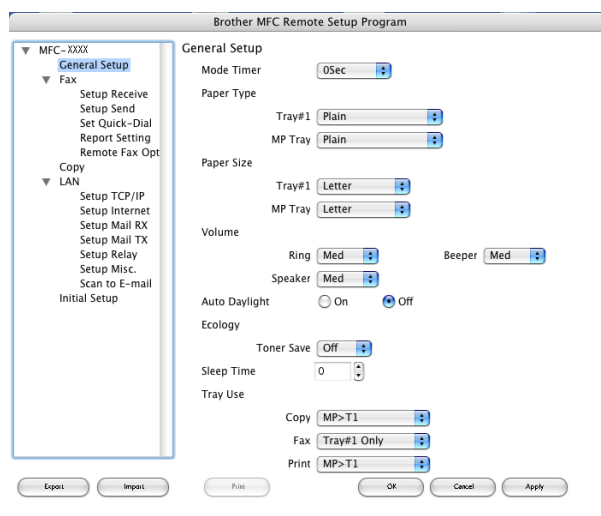 Brother MFC Remote Setup Program
MFC-XXXX
General Setup
Fax
Setup Receive
Setup Send
Set Quick-Dial
Report Setting
Remote Fax Opt
Copy
LAN
Setup TCP/IP
Setup Internet
Setup Mail RX
Setup Mail TX
Setup Relay
Setup Misc.
Scan to E-mail
Initial Setup
General Setup
Mode Timer 0Sec
Paper Type
Tray#1 Plain
MP Tray Plain
Paper Size
Tray#1 Letter
MP Tray Letter
Volume
Ring Med Beeper Med
Speaker Med
Auto Daylight On Off
Ecology
Toner Save Off
Sleep Time 0
Tray Use
Copy MP>T1
Fax Tray#1 Only
Print MP>T1
Export Import Print OK Cancel Apply